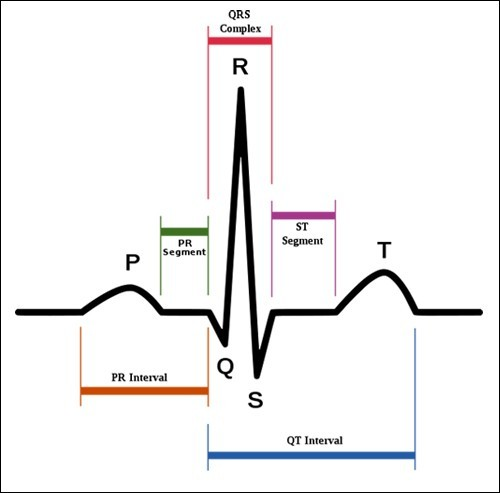 QRS
Complex
R
PR
Segment
ST
Segment
P
T
Q
S
PR Interval
QT Interval